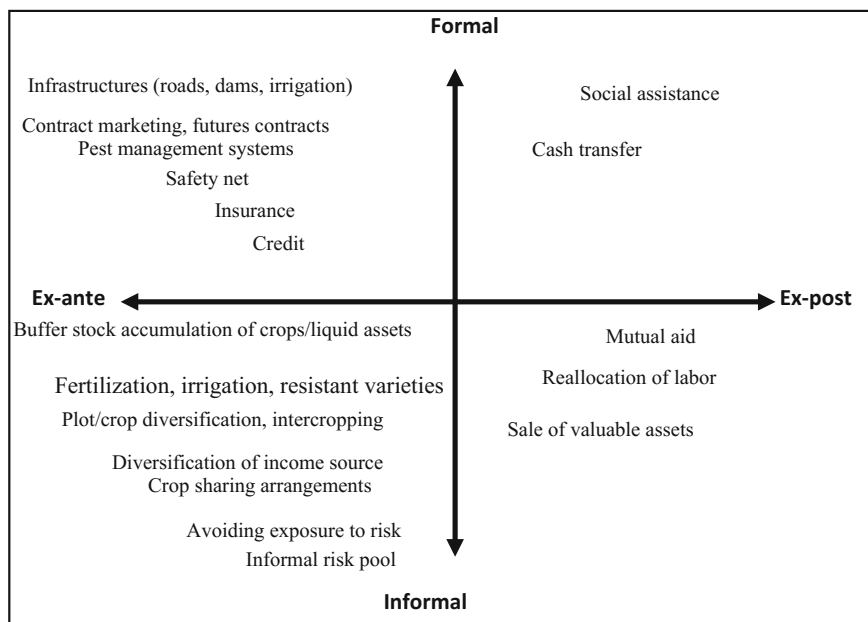 Formal
Infrastructures (roads, dams, irrigation)
Social assistance
Contract marketing, futures contracts
Pest management systems
Cash transfer
Safety net
Insurance
Credit
Ex-ante
Ex-post
Buffer stock accumulation of crops/liquid assets
Mutual aid
Fertilization, irrigation, resistant varieties
Reallocation of labor
Plot/crop diversification, intercropping
Sale of valuable assets
Diversification of income source
Crop sharing arrangements
Avoiding exposure to risk
Informal risk pool
Informal